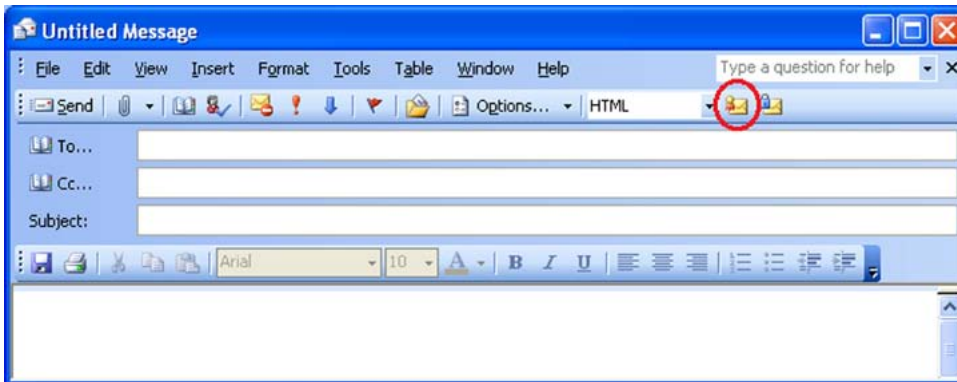 Untitled Message
File Edit View Insert Format Tools Table Window Help Type a question for help
Send Options... HTML
To...
Cc...
Subject:
Arial 10 A B I U